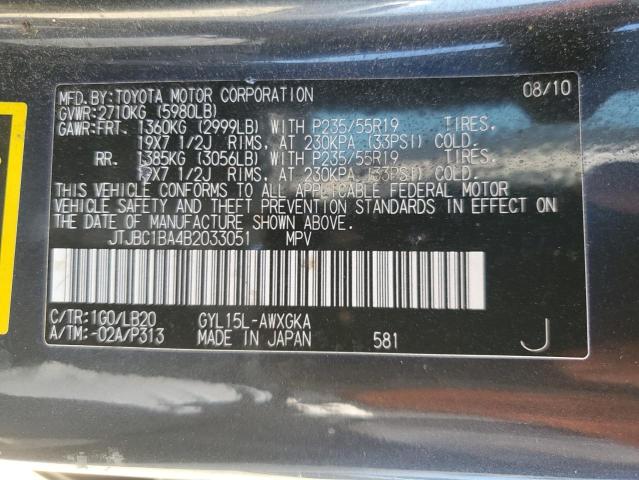 MFD.BY:TOYOTA MOTOR CORPORATION 08/10
GVWR:2710KG (5980LB)
GAWR:FRT. 1360KG (2999LB) WITH P235/55R19 TIRES.
19X7 1/2J RIMS. AT 230KPA (33PSI) COLD.
RR. 1385KG (3056LB) WITH P235/55R19 TIRES.
19X7 1/2J RIMS. AT 230KPA (33PSI) COLD.
THIS VEHICLE CONFORMS TO ALL APPLICABLE FEDERAL MOTOR
VEHICLE SAFETY AND THEFT PREVENTION STANDARDS IN EFFECT ON
THE DATE OF MANUFACTURE SHOWN ABOVE.
JTJBC1BA4B2033051 MPV
C/TR:1G0/LB20 GYL15L-AWXGKA
A/TM:-02A/P313 MADE IN JAPAN 581 J